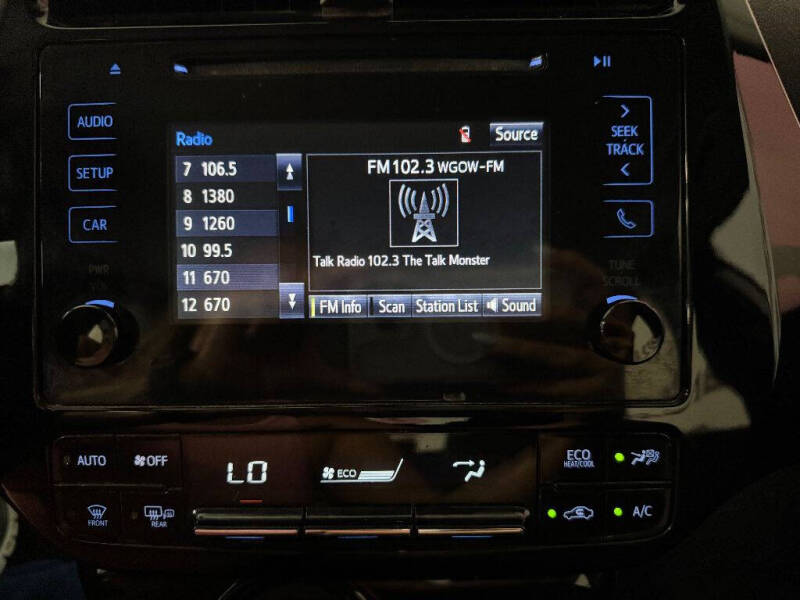 AUDIO
SETUP
CAR
PWR
VOL
Radio
Source
7 106.5
8 1380
9 1260
10 99.5
11 670
12 670
FM 102.3 WGOW-FM
Talk Radio 102.3 The Talk Monster
FM Info
Scan
Station List
Sound
SEEK
TRACK
TUNE
SCROLL
AUTO
OFF
FRONT
REAR
LO
ECO
ECO
HEAT/COOL
A/C